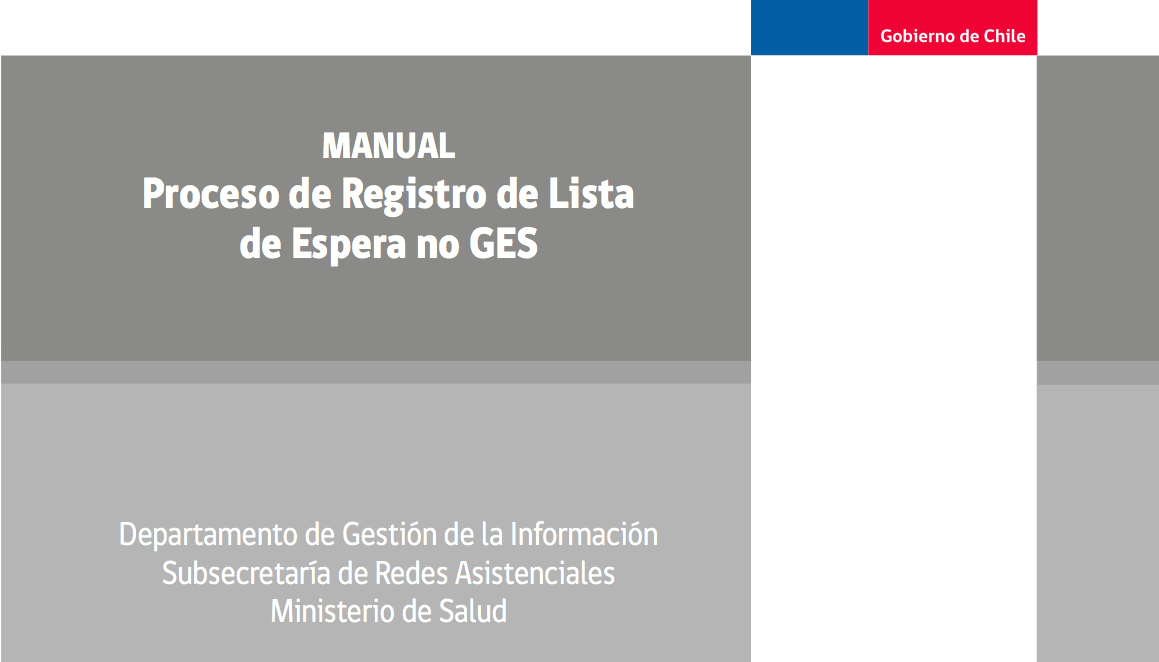 Gobierno de Chile
MANUAL
Proceso de Registro de Lista
de Espera no GES
Departamento de Gestión de la Información
Subsecretaría de Redes Asistenciales
Ministerio de Salud